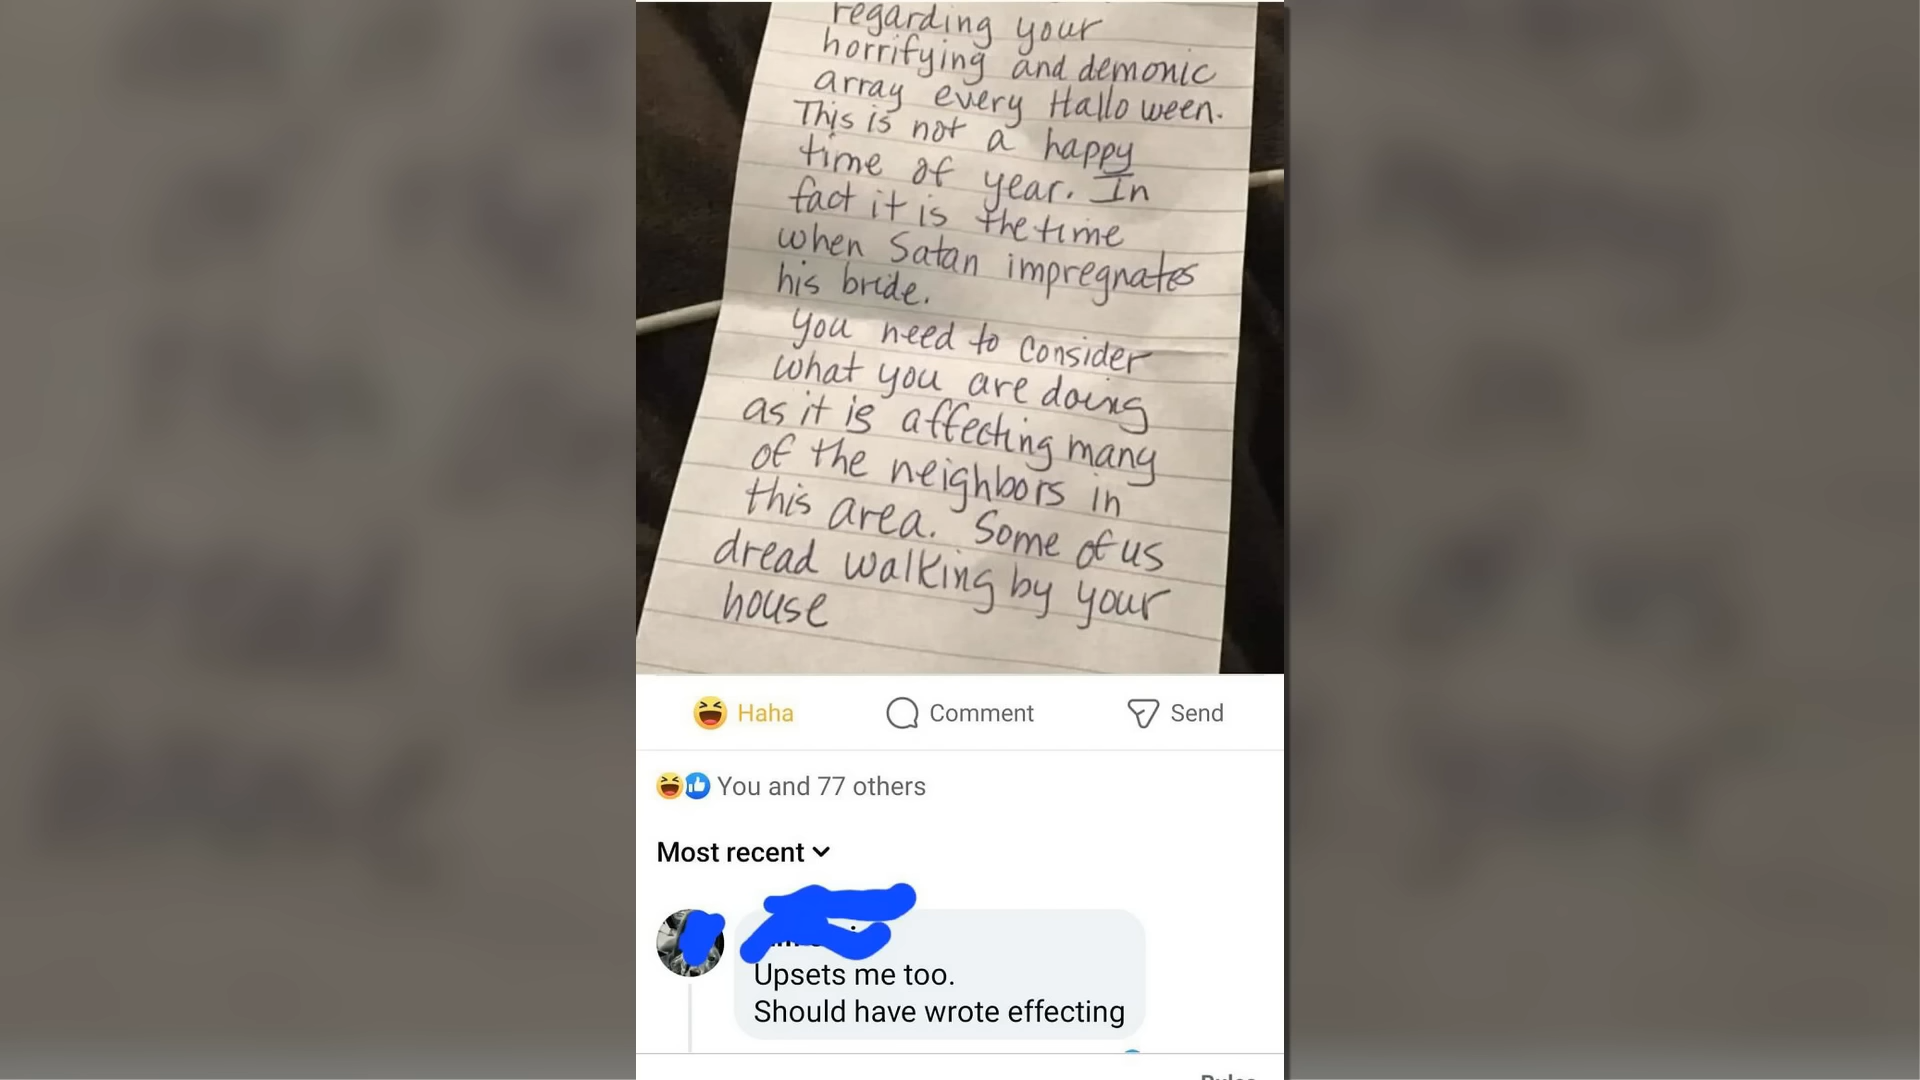 regarding your
horrifying and demonic
array every Halloween.
This is not a happy
time of year. In
fact it is the time
when Satan impregnates
his bride.
You need to consider
what you are doing
as it is affecting many
of the neighbors in
this area. Some of us
dread walking by your
house
Haha Comment Send
You and 77 others
Most recent
Upsets me too.
Should have wrote effecting